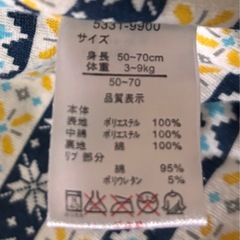 5331-9900
サイズ
身長 50~70cm
体重 3~9kg
50-70
品質表示
本体
表地 ポリエステル 100%
中綿 ポリエステル 100%
裏地 綿 100%
リブ部分
綿 95%
ポリウレタン 5%